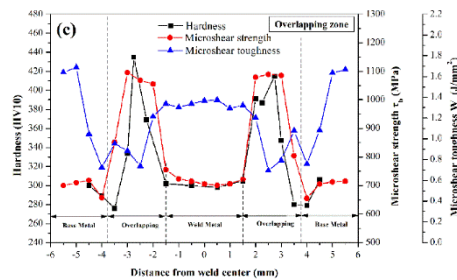 (c)
Hardness
Microshear strength
Microshear toughness
Overlapping zone
Hardness (HV10)
460
440
420
400
380
360
340
320
300
280
260
240
Microshear strength τb (MPa)
1300
1200
1100
1000
900
800
700
600
500
Microshear toughness W (J/mm²)
2.2
2.0
1.8
1.6
1.4
1.2
1.0
0.8
0.6
0.4
0.2
0.0
Base Metal
Overlapping
Weld Metal
Overlapping
Base Metal
-6 -5 -4 -3 -2 -1 0 1 2 3 4 5 6
Distance from weld center (mm)